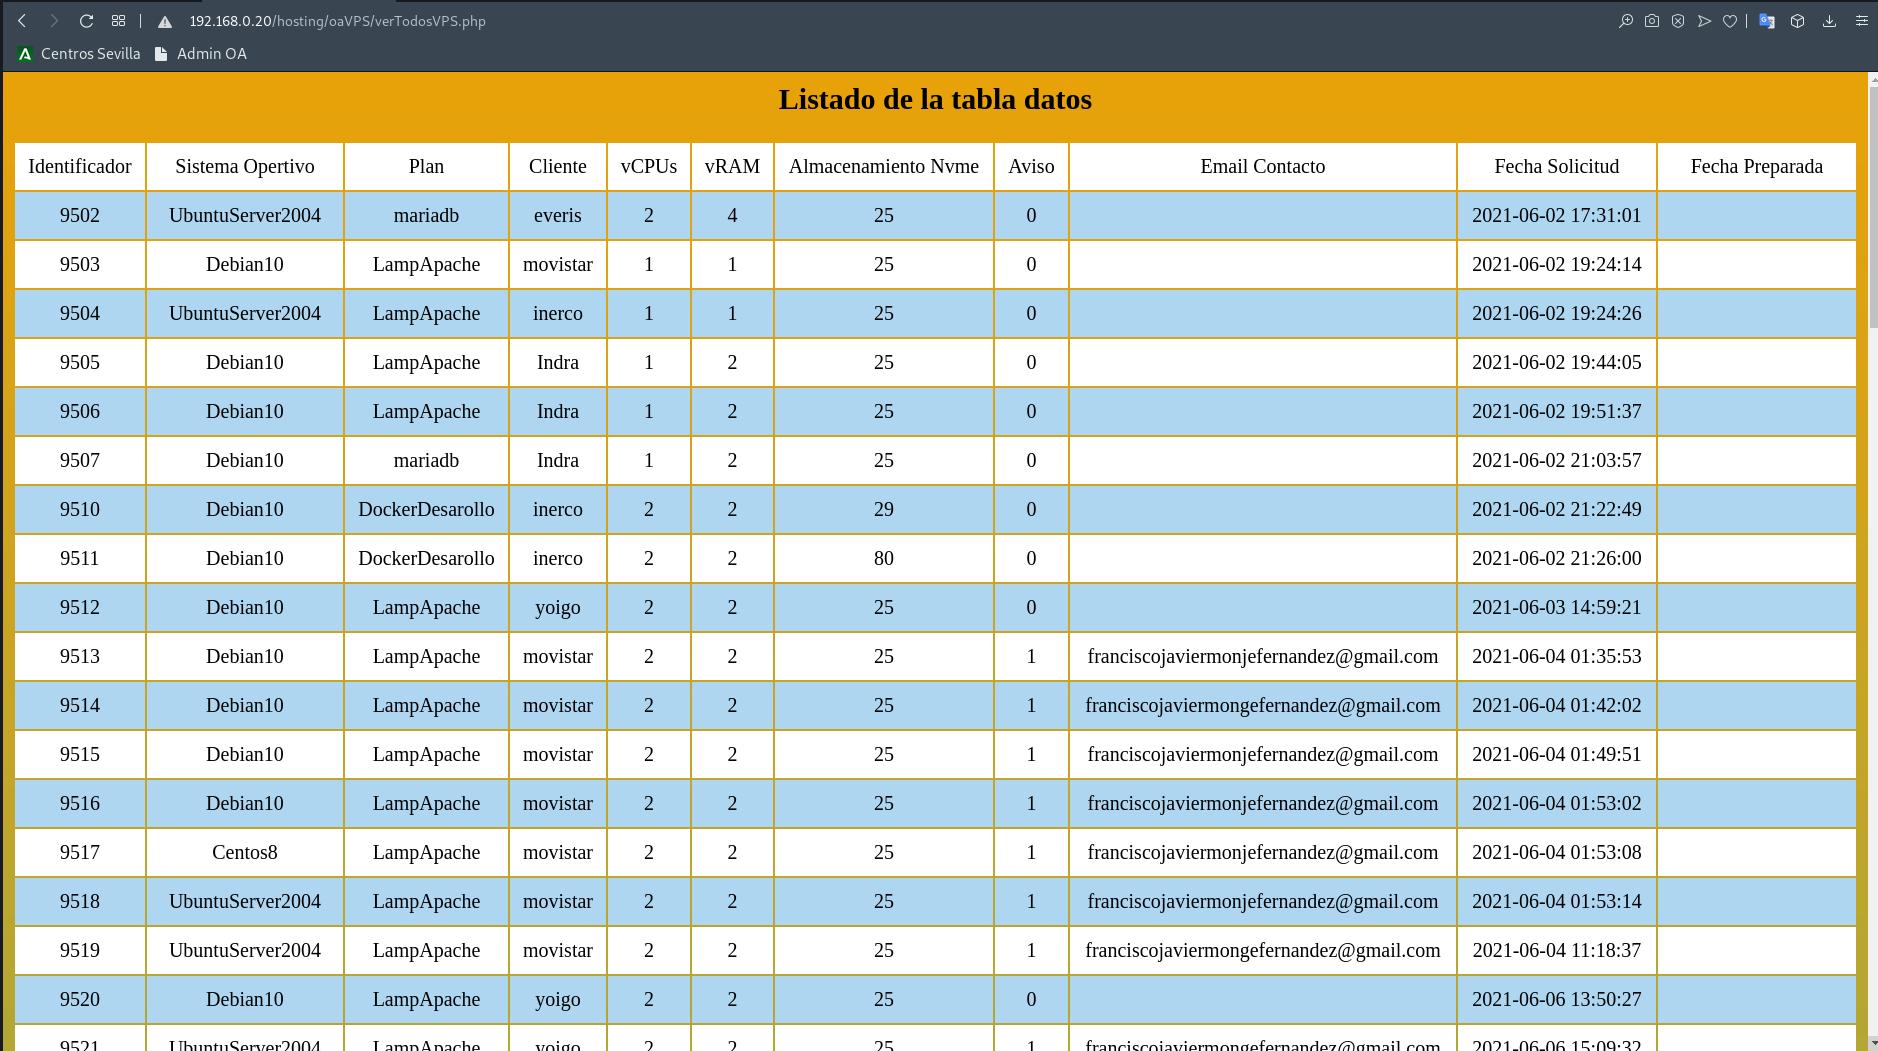 192.168.0.20/hosting/oaVPS/verTodosVPS.php
Centros Sevilla Admin OA
Listado de la tabla datos
Identificador Sistema Opertivo Plan Cliente vCPUs vRAM Almacenamiento Nvme Aviso Email Contacto Fecha Solicitud Fecha Preparada
9502 UbuntuServer2004 mariadb everis 2 4 25 0 2021-06-02 17:31:01
9503 Debian10 LampApache movistar 1 1 25 0 2021-06-02 19:24:14
9504 UbuntuServer2004 LampApache inerco 1 1 25 0 2021-06-02 19:24:26
9505 Debian10 LampApache Indra 1 2 25 0 2021-06-02 19:44:05
9506 Debian10 LampApache Indra 1 2 25 0 2021-06-02 19:51:37
9507 Debian10 mariadb Indra 1 2 25 0 2021-06-02 21:03:57
9510 Debian10 DockerDesarollo inerco 2 2 29 0 2021-06-02 21:22:49
9511 Debian10 DockerDesarollo inerco 2 2 80 0 2021-06-02 21:26:00
9512 Debian10 LampApache yoigo 2 2 25 0 2021-06-03 14:59:21
9513 Debian10 LampApache movistar 2 2 25 1 franciscojaviermonjefernandez@gmail.com 2021-06-04 01:35:53
9514 Debian10 LampApache movistar 2 2 25 1 franciscojaviermongefernandez@gmail.com 2021-06-04 01:42:02
9515 Debian10 LampApache movistar 2 2 25 1 franciscojaviermonjefernandez@gmail.com 2021-06-04 01:49:51
9516 Debian10 LampApache movistar 2 2 25 1 franciscojaviermonjefernandez@gmail.com 2021-06-04 01:53:02
9517 Centos8 LampApache movistar 2 2 25 1 franciscojaviermonjefernandez@gmail.com 2021-06-04 01:53:08
9518 UbuntuServer2004 LampApache movistar 2 2 25 1 franciscojaviermonjefernandez@gmail.com 2021-06-04 01:53:14
9519 UbuntuServer2004 LampApache movistar 2 2 25 1 franciscojaviermongefernandez@gmail.com 2021-06-04 11:18:37
9520 Debian10 LampApache yoigo 2 2 25 0 2021-06-06 13:50:27
9521 UbuntuServer2004 LampApache yoigo 2 2 25 1 franciscojaviermonjefernandez@gmail.com 2021-06-06 15:09:32